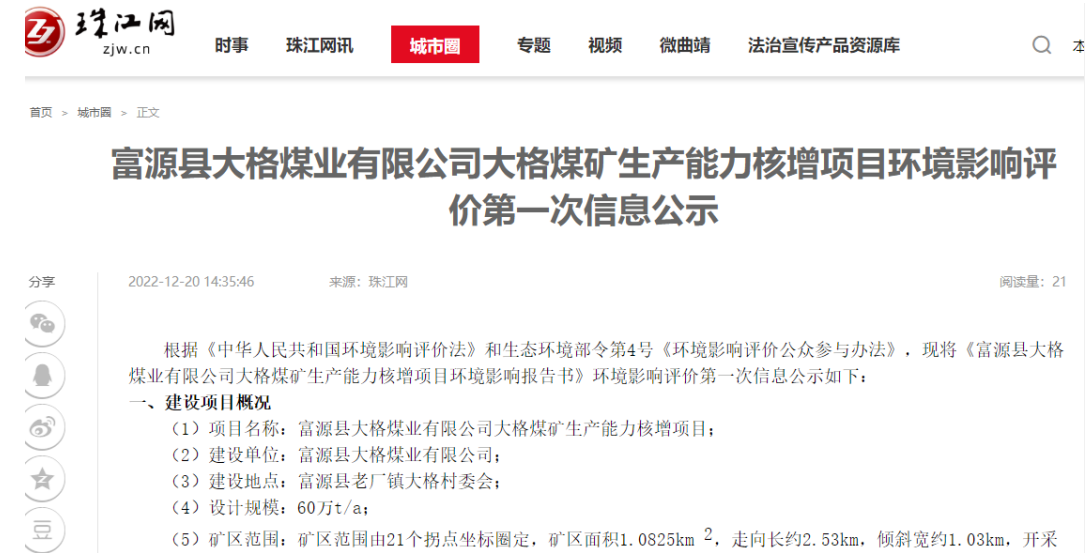 珠江网
zjw.cn
时事 珠江网讯 城市圈 专题 视频 微曲靖 法治宣传产品资源库
首页 > 城市圈 > 正文
富源县大格煤业有限公司大格煤矿生产能力核增项目环境影响评
价第一次信息公示
分享 2022-12-20 14:35:46 来源：珠江网 阅读量：21
根据《中华人民共和国环境影响评价法》和生态环境部令第4号《环境影响评价公众参与办法》，现将《富源县大格
煤业有限公司大格煤矿生产能力核增项目环境影响报告书》环境影响评价第一次信息公示如下：
一、建设项目概况
（1）项目名称：富源县大格煤业有限公司大格煤矿生产能力核增项目；
（2）建设单位：富源县大格煤业有限公司；
（3）建设地点：富源县老厂镇大格村委会；
（4）设计规模：60万t/a；
（5）矿区范围：矿区范围由21个拐点坐标圈定，矿区面积1.0825km 2，走向长约2.53km，倾斜宽约1.03km，开采